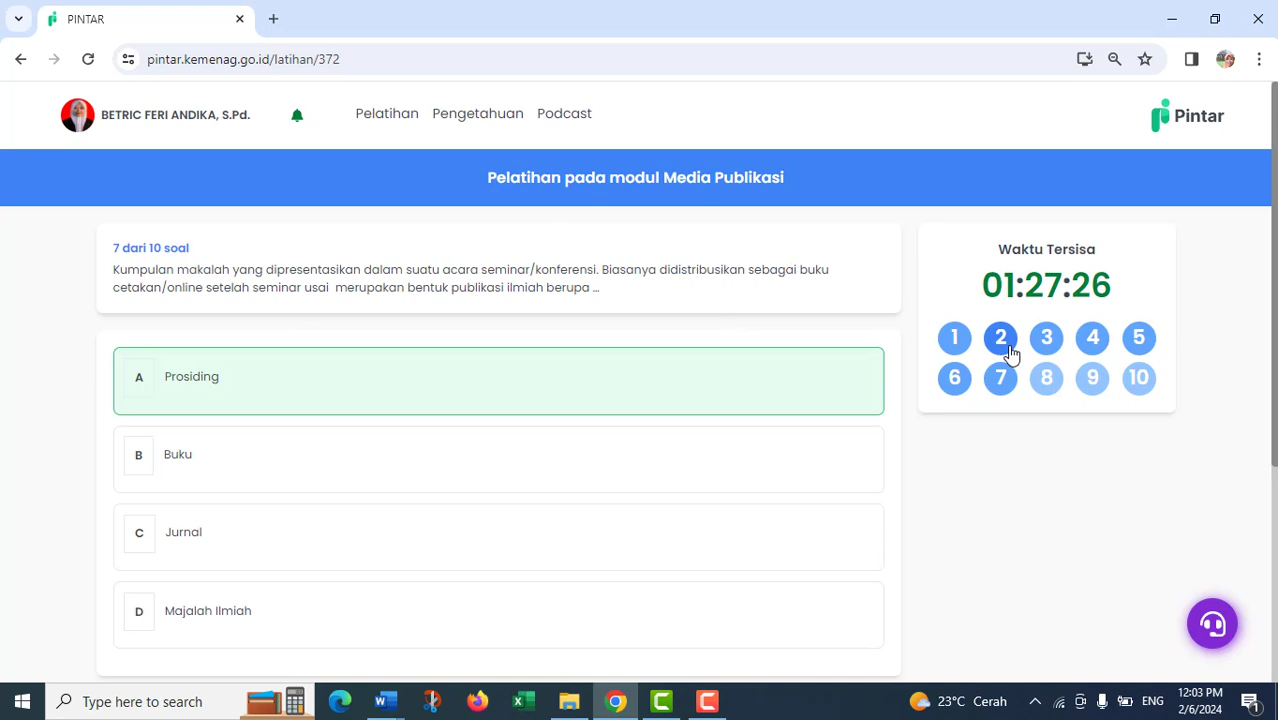 PINTAR
pintar.kemenag.go.id/latihan/372
BETRIC FERI ANDIKA, S.Pd.
Pelatihan
Pengetahuan
Podcast
Pintar
Pelatihan pada modul Media Publikasi
7 dari 10 soal
Kumpulan makalah yang dipresentasikan dalam suatu acara seminar/konferensi. Biasanya didistribusikan sebagai buku
cetakan/online setelah seminar merupakan bentuk publikasi ilmiah berupa ...
A Prosiding
B Buku
C Jurnal
D Majalah Ilmiah
Waktu Tersisa
01:27:26
1 2 3 4 5
6 7 8 9 10
Type here to search
23°C Cerah
ENG
12:03 PM
2/6/2024
1